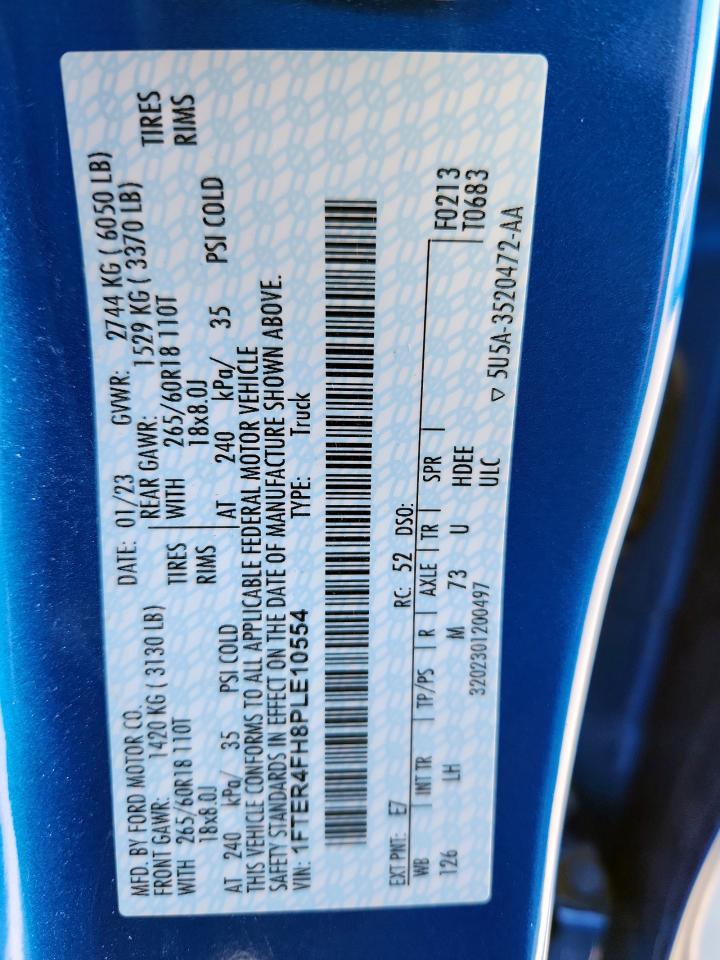 MFD. BY FORD MOTOR CO.
DATE: 01/23 GVWR: 2744 KG ( 6050 LB)
FRONT GAWR: 1420 KG ( 3130 LB) REAR GAWR: 1529 KG ( 3370 LB)
WITH 265/60R18 110T TIRES WITH 265/60R18 110T TIRES
18x8.0J RIMS 18x8.0J RIMS
AT 240 kPa/ 35 PSI COLD AT 240 kPa/ 35 PSI COLD
THIS VEHICLE CONFORMS TO ALL APPLICABLE FEDERAL MOTOR VEHICLE
SAFETY STANDARDS IN EFFECT ON THE DATE OF MANUFACTURE SHOWN ABOVE.
VIN: 1FTER4FH8PLE10554 TYPE: Truck
EXT PNT: E7 RC: 52 DSO: F0213
WB INT TR TP/PS R AXLE TR SPR T0683
126 LH M 73 U HDEE
3202301200497 ULC
▽ 5U5A-3520472-AA